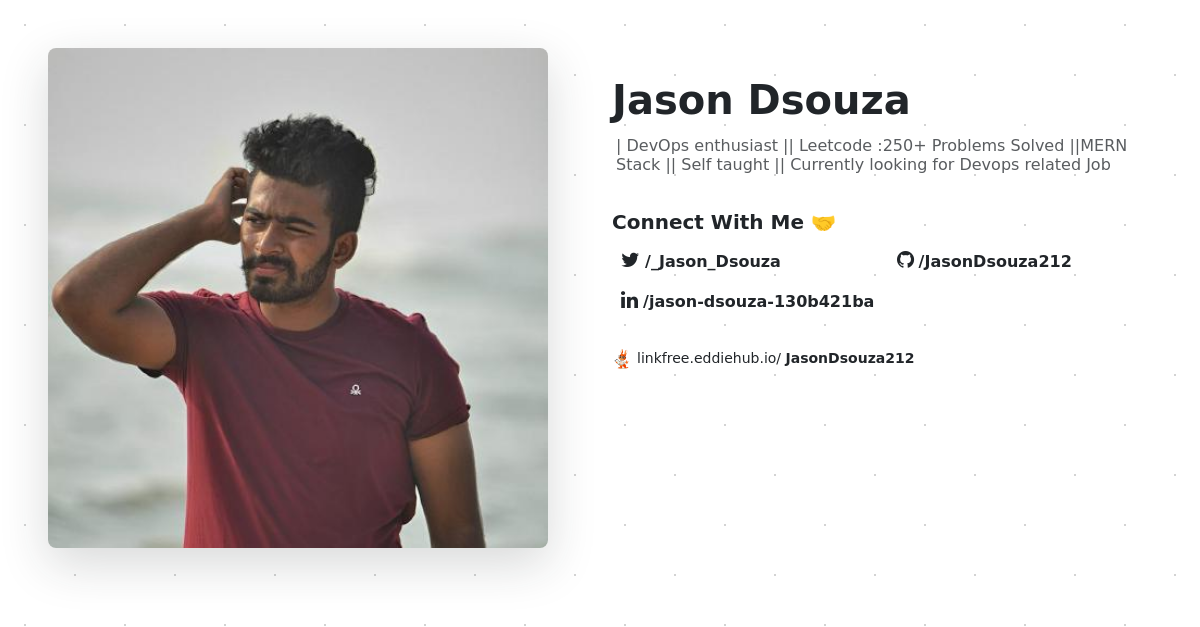 Jason Dsouza
| DevOps enthusiast || Leetcode :250+ Problems Solved ||MERN
Stack || Self taught || Currently looking for Devops related Job
Connect With Me 🤝
/_Jason_Dsouza
/JasonDsouza212
/jason-dsouza-130b421ba
linkfree.eddiehub.io/ JasonDsouza212